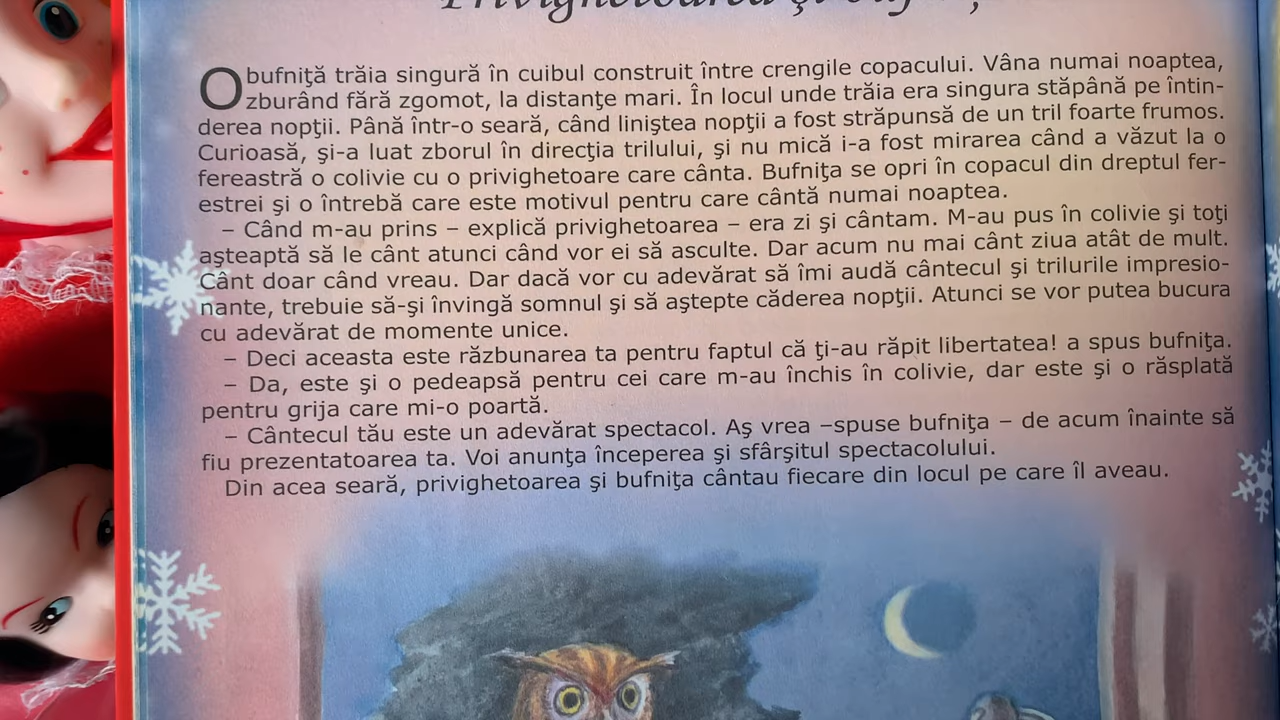 Privighetoarea şi
O bufniţă trăia singură în cuibul construit între crengile copacului. Vâna numai noaptea,
zburând fără zgomot, la distanţe mari. În locul unde trăia era singura stăpână pe întin-
derea nopţii. Până într-o seară, când liniştea nopţii a fost străpunsă de un tril foarte frumos.
Curioasă, şi-a luat zborul în direcţia trilului, şi nu mică i-a fost mirarea când a văzut la o
fereastră o colivie cu o privighetoare care cânta. Bufniţa se opri în copacul din dreptul fer-
estrei şi o întrebă care este motivul pentru care cântă numai noaptea.
– Când m-au prins – explică privighetoarea – era zi şi cântam. M-au pus în colivie şi toţi
aşteaptă să le cânt atunci când vor ei să asculte. Dar acum nu mai cânt ziua atât de mult.
Cânt doar când vreau. Dar dacă vor cu adevărat să îmi audă cântecul şi trilurile impresio-
nante, trebuie să-şi învingă somnul şi să aştepte căderea nopţii. Atunci se vor putea bucura
cu adevărat de momente unice.
– Deci aceasta este răzbunarea ta pentru faptul că ţi-au răpit libertatea! a spus bufniţa.
– Da, este şi o pedeapsă pentru cei care m-au închis în colivie, dar este şi o răsplată
pentru grija care mi-o poartă.
– Cântecul tău este un adevărat spectacol. Aş vrea –spuse bufniţa – de acum înainte să
fiu prezentatoarea ta. Voi anunţa începerea şi sfârşitul spectacolului.
Din acea seară, privighetoarea şi bufniţa cântau fiecare din locul pe care îl aveau.